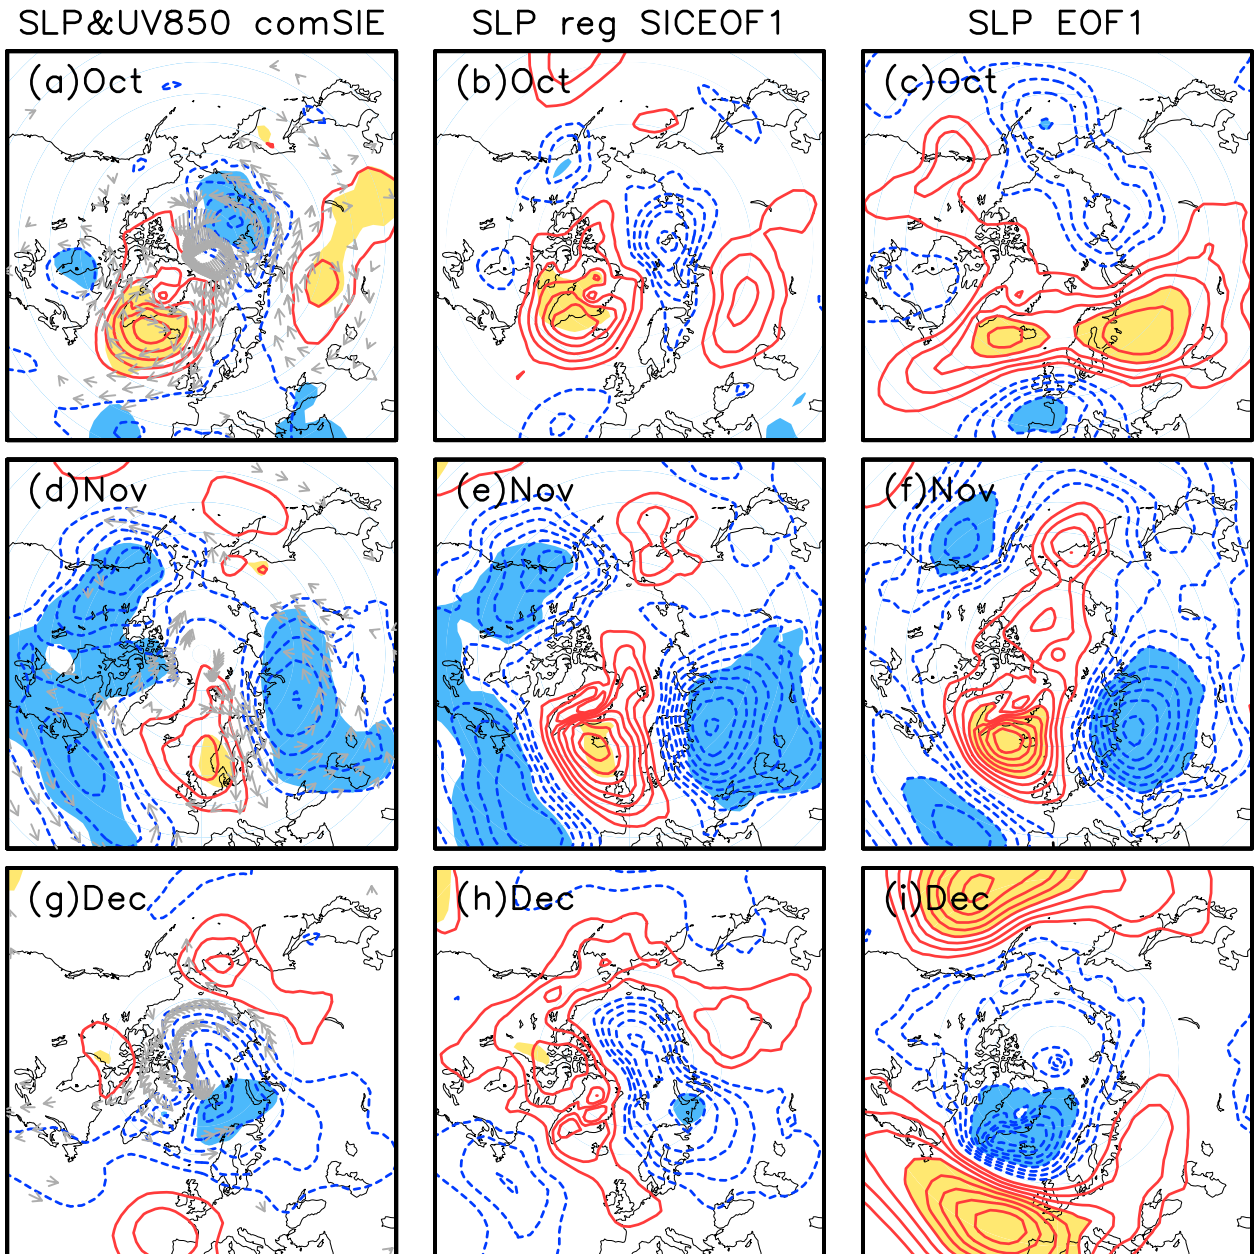 SLP&UV850 comSIE SLP reg SICEOF1 SLP EOF1
(a)Oct (b)Oct (c)Oct
(d)Nov (e)Nov (f)Nov
(g)Dec (h)Dec (i)Dec